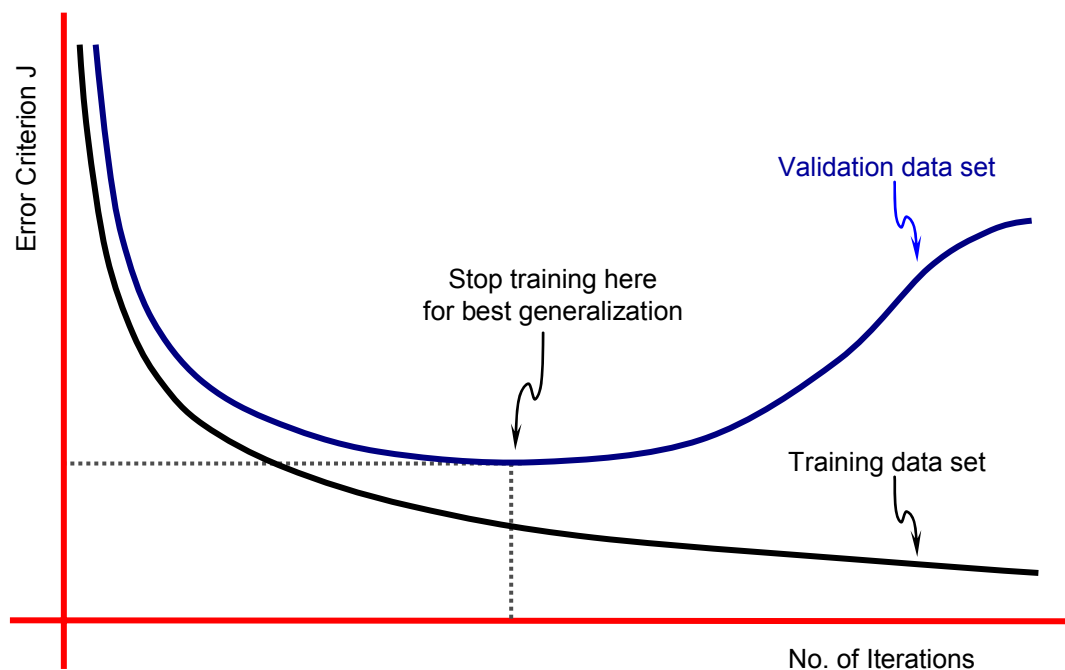 Error Criterion J
Validation data set
Stop training here
for best generalization
Training data set
No. of Iterations